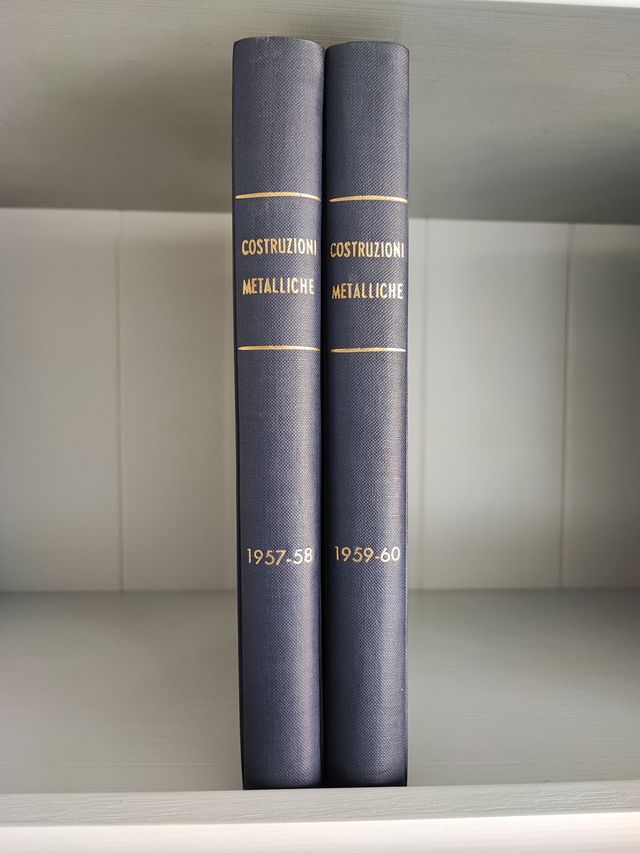 COSTRUZIONI
METALLICHE
1957-58
COSTRUZIONI
METALLICHE
1959-60